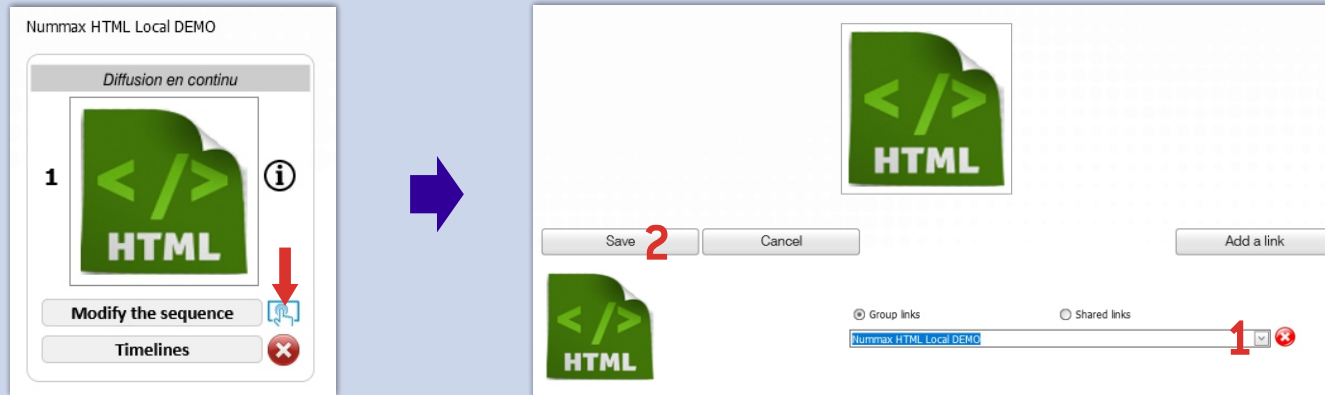 Nummax HTML Local DEMO
Diffusion en continu
1
</>
HTML
i
Modify the sequence
Timelines
</>
HTML
Save
2
Cancel
Add a link
</>
HTML
Group links
Shared links
Nummax HTML Local DEMO
1